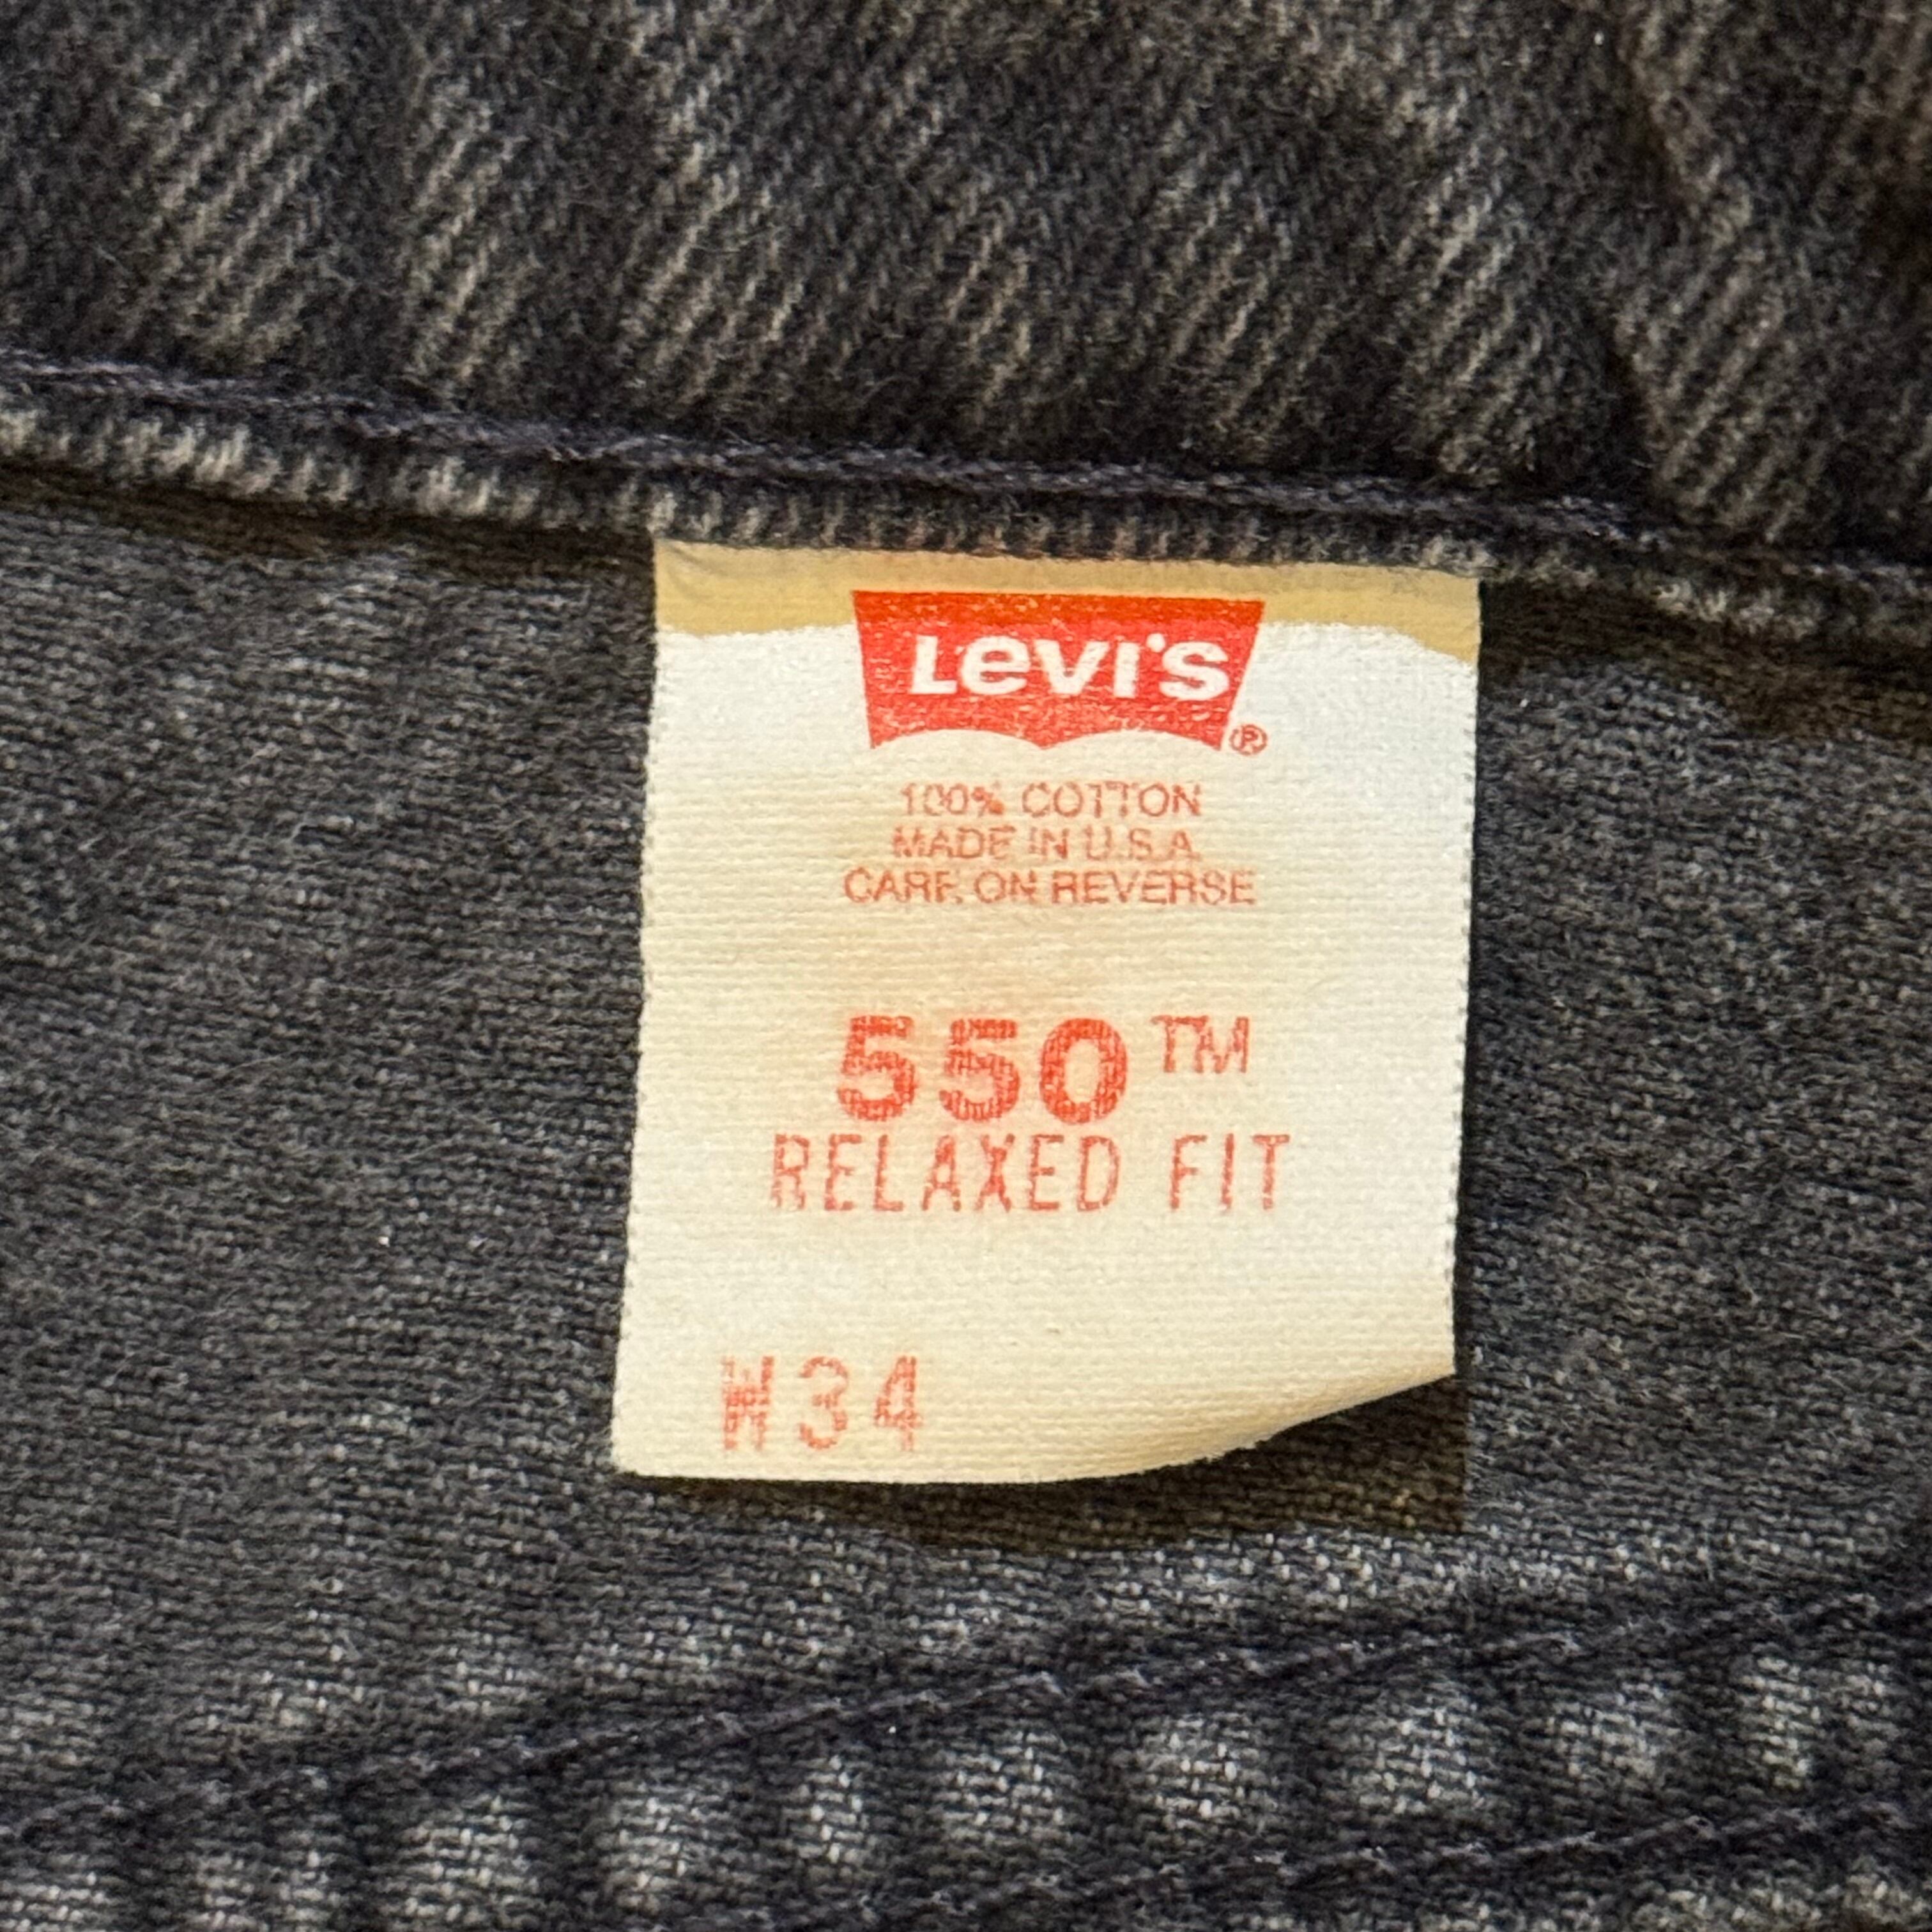 Levi's ®
100% COTTON
MADE IN U.S.A.
CARE ON REVERSE
550™
RELAXED FIT
W34